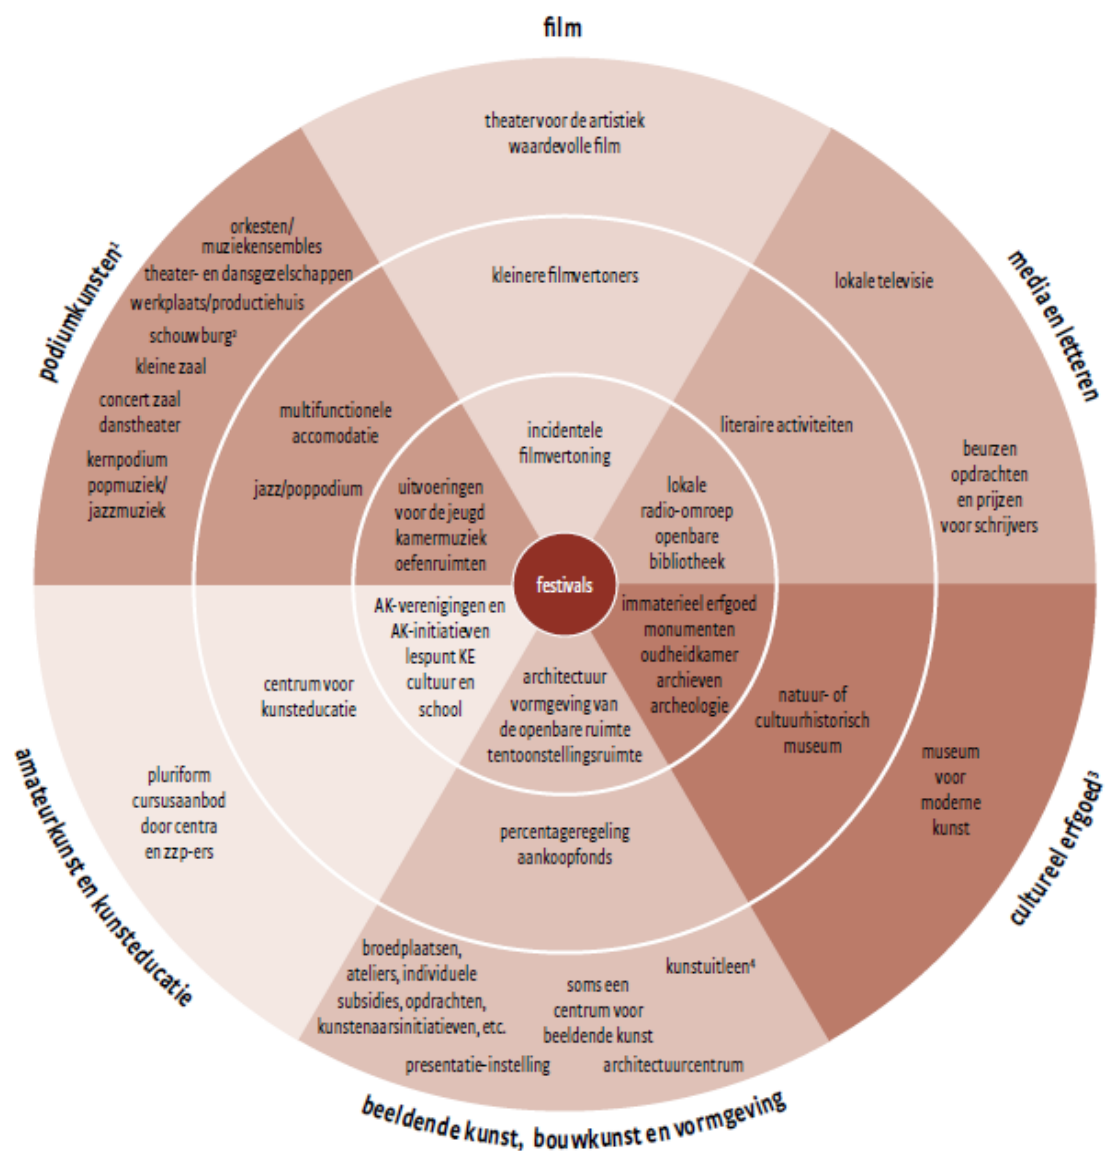 film
theater voor de artistiek
waardevolle film
kleinere filmvertoners
incidentele
filmvertoning
media en letteren
lokale televisie
beurzen
opdrachten
en prijzen
voor schrijvers
literaire activiteiten
lokale
radio-omroep
openbare
bibliotheek
cultureel erfgoed³
museum
voor
moderne
kunst
natuur- of
cultuurhistorisch
museum
immaterieel erfgoed
monumenten
oudheidkamer
archieven
archeologie
beeldende kunst, bouwkunst en vormgeving
architectuur
vormgeving van
de openbare ruimte
tentoonstellingsruimte
percentageregeling
aankoopfonds
broedplaatsen,
ateliers, individuele
subsidies, opdrachten,
kunstenaarsinitiatieven, etc.
soms een
centrum voor
beeldende kunst
kunstuitleen⁴
presentatie-instelling
architectuurcentrum
amateurkunst en kunsteducatie
pluriform
cursusaanbod
door centra
en zzp-ers
centrum voor
kunsteducatie
AK-verenigingen en
AK-initiatieven
lespunt KE
cultuur en
school
podiumkunsten¹
orkesten/
muziekensembles
theater- en dansgezelschappen
werkplaats/productiehuis
schouwburg²
kleine zaal
concert zaal
danstheater
kernpodium
popmuziek/
jazzmuziek
multifunctionele
accomodatie
jazz/poppodium
uitvoeringen
voor de jeugd
kamermuziek
oefenruimten
festivals